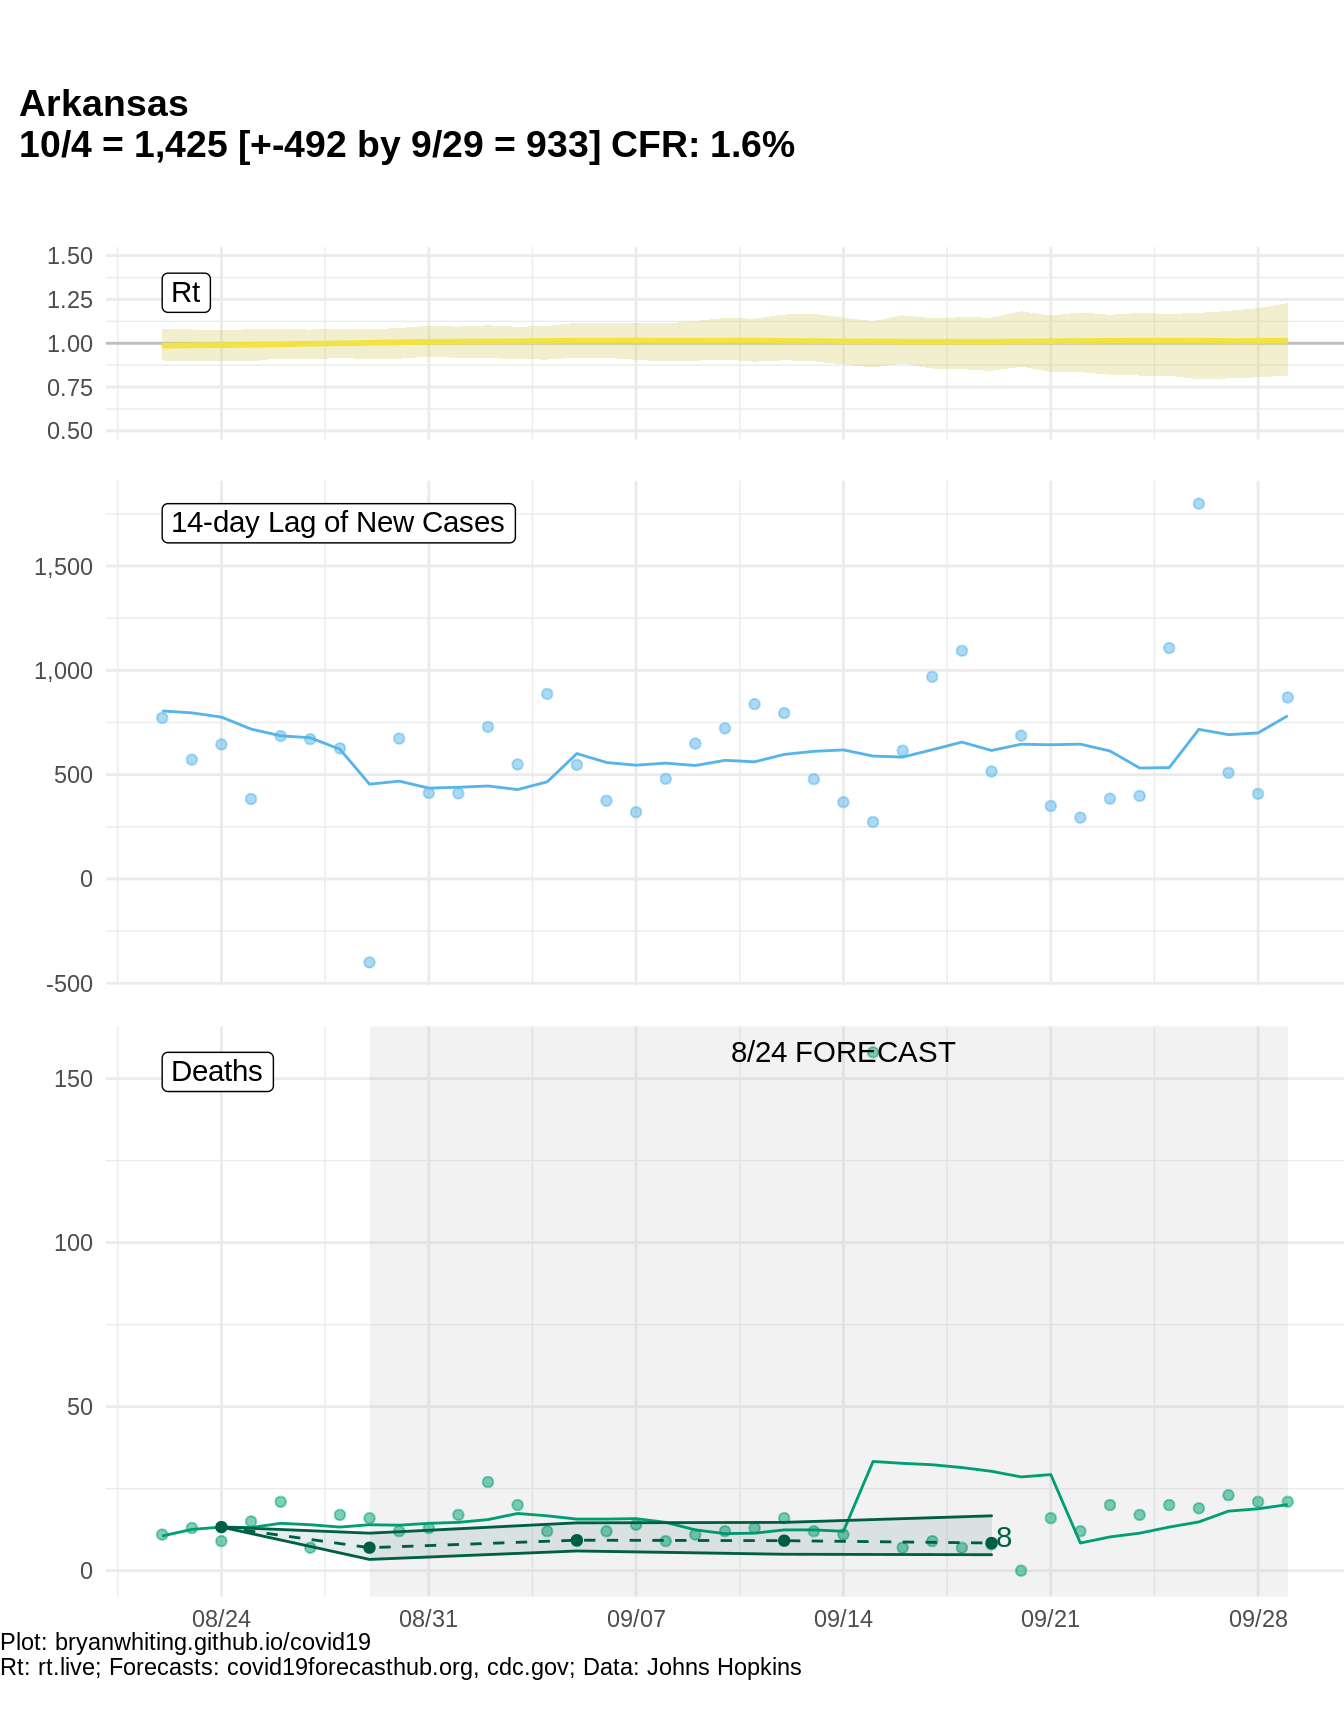 Arkansas
10/4 = 1,425 [+-492 by 9/29 = 933] CFR: 1.6%
1.50
Rt
1.25
1.00
0.75
0.50
14-day Lag of New Cases
1,500
1,000
500
0
-500
8/24 FORECAST
Deaths
150
100
50
8
0
08/24 08/31 09/07 09/14 09/21 09/28
Plot: bryanwhiting.github.io/covid19
Rt: rt.live; Forecasts: covid19forecasthub.org, cdc.gov; Data: Johns Hopkins